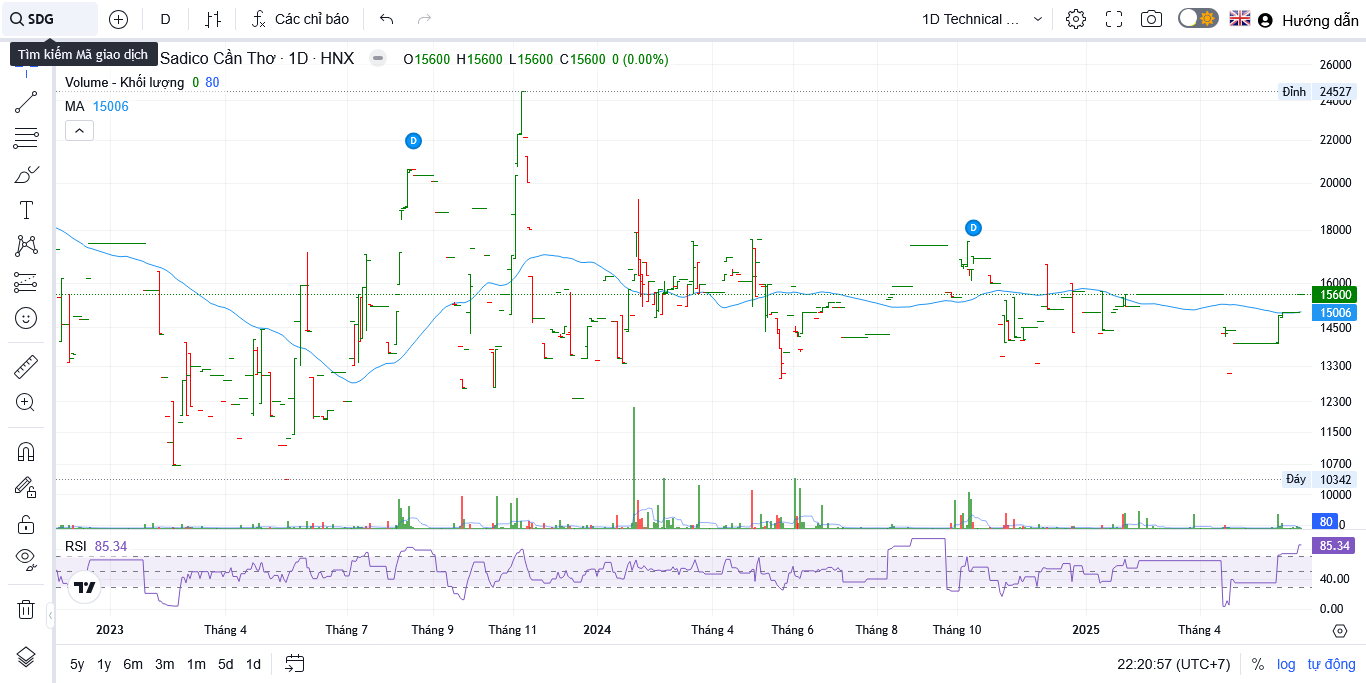 SDG D Các chỉ báo 1D Technical ... Hướng dẫn
Tìm kiếm Mã giao dịch
Sadico Cần Thơ · 1D · HNX O15600 H15600 L15600 C15600 0 (0.00%)
Volume - Khối lượng 0 80
MA 15006
26000
Đỉnh 24527
24000
22000
20000
18000
16000
15600
15006
14500
13300
12300
11500
10700
Đáy 10342
10000
80
0
D
D
RSI 85.34
85.34
40.00
0.00
2023 Tháng 4 Tháng 7 Tháng 9 Tháng 11 2024 Tháng 4 Tháng 6 Tháng 8 Tháng 10 2025 Tháng 4
5y 1y 6m 3m 1m 5d 1d 22:20:57 (UTC+7) % log tự động